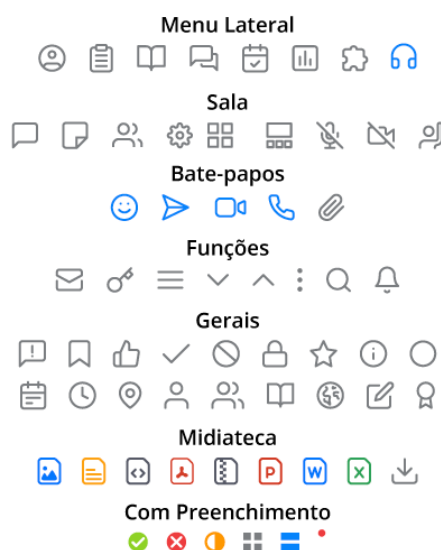 Menu Lateral
Sala
Bate-papos
Funções
Gerais
Midiateca
P W X
Com Preenchimento